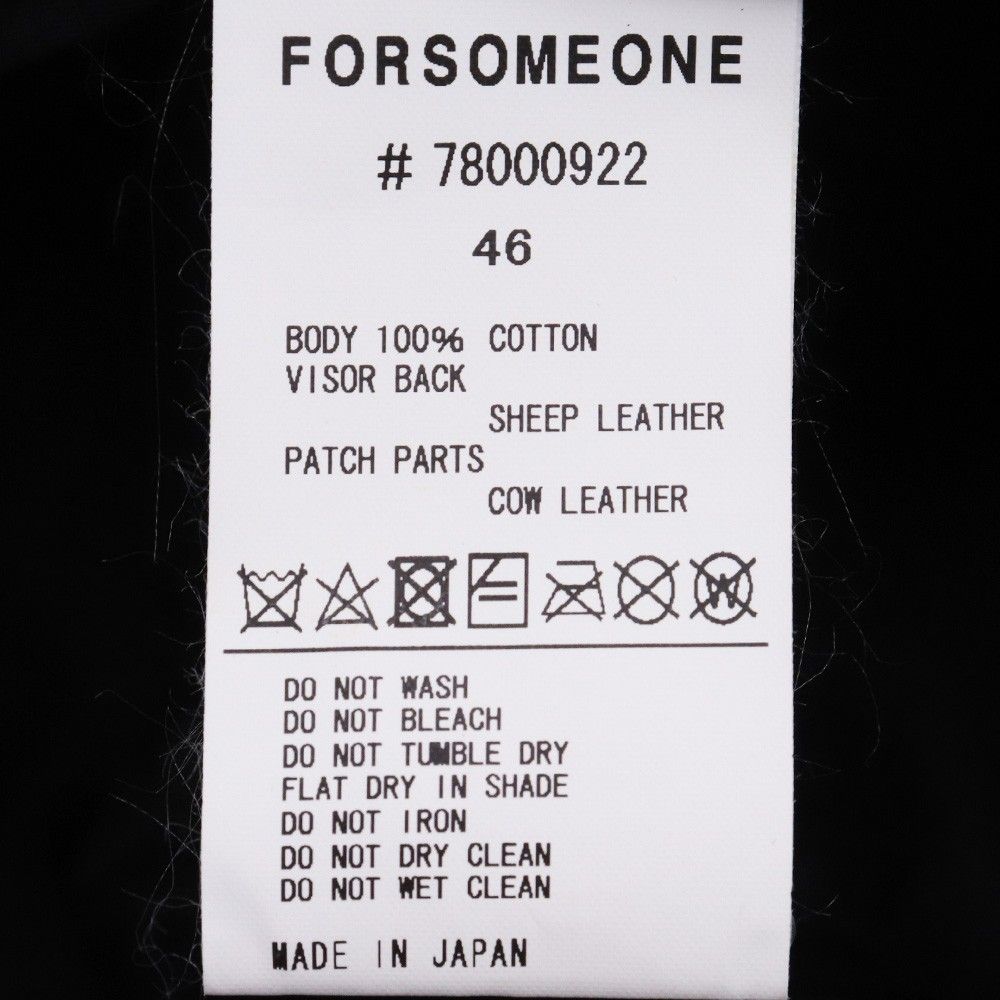 FORSOMEONE
# 78000922
46
BODY 100% COTTON
VISOR BACK
SHEEP LEATHER
PATCH PARTS
COW LEATHER
W
DO NOT WASH
DO NOT BLEACH
DO NOT TUMBLE DRY
FLAT DRY IN SHADE
DO NOT IRON
DO NOT DRY CLEAN
DO NOT WET CLEAN
MADE IN JAPAN